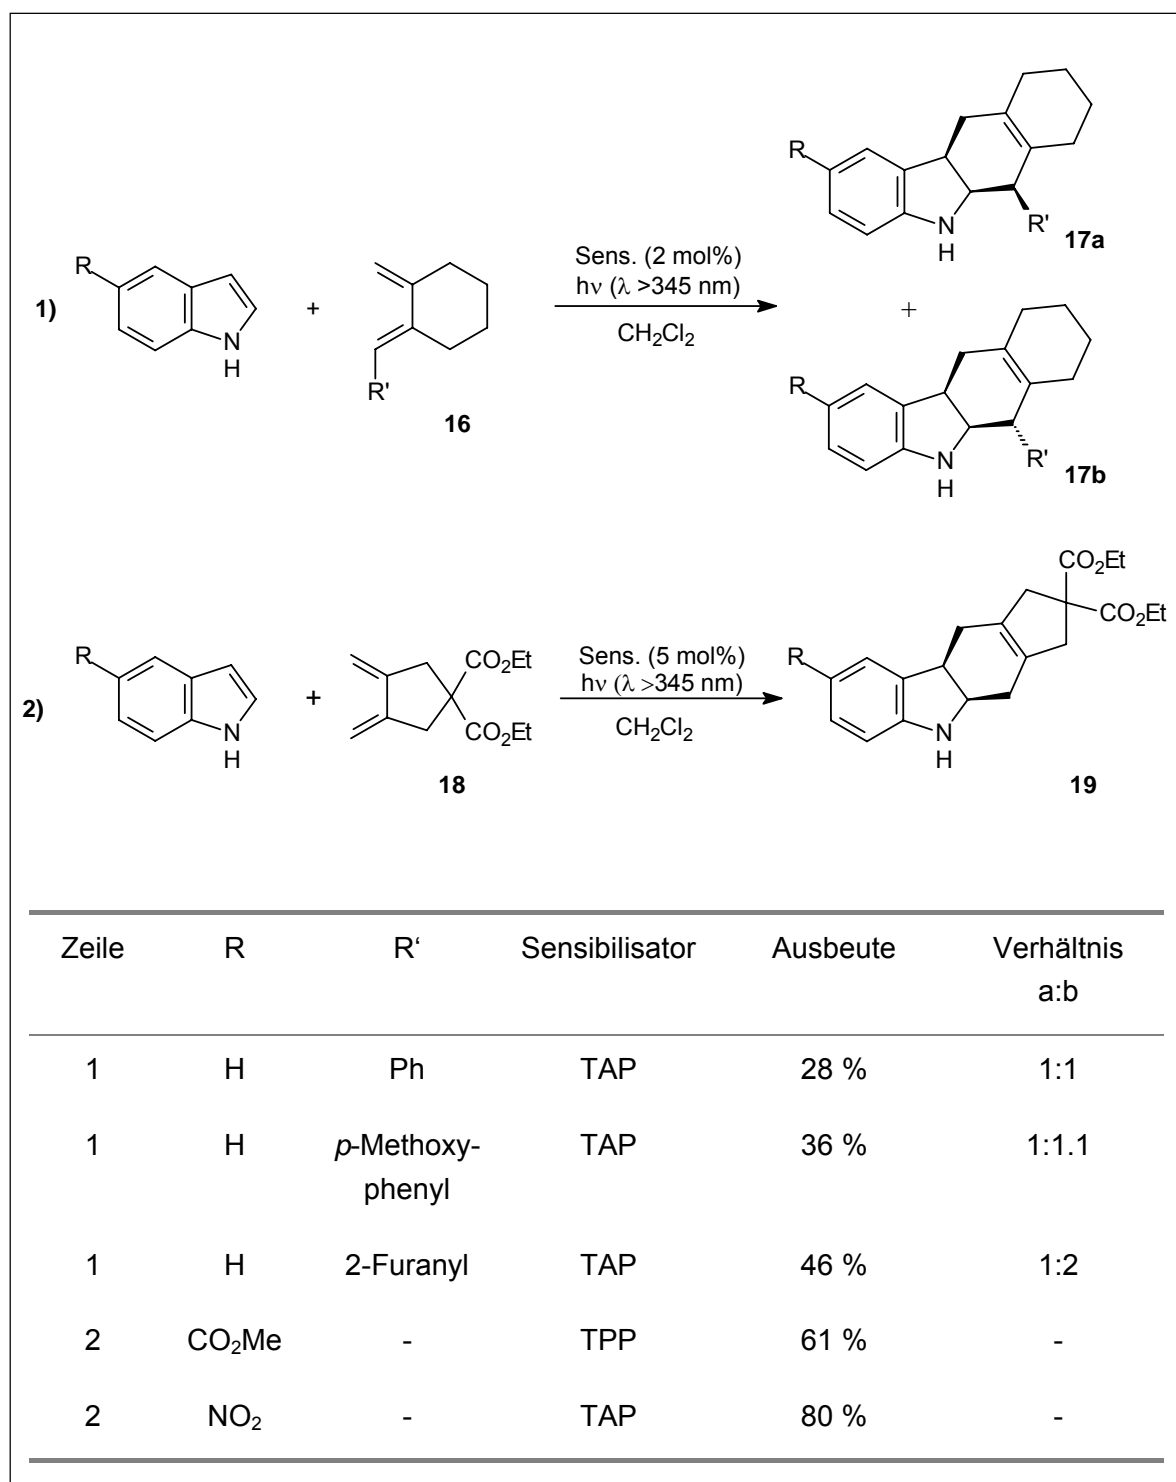 R
N
H
R'
17a
1)
R
N
H
+
R'
16
Sens. (2 mol%)
hν (λ >345 nm)
CH₂Cl₂
+
R
N
H
R'
17b
2)
R
N
H
+
CO₂Et
CO₂Et
18
Sens. (5 mol%)
hν (λ >345 nm)
CH₂Cl₂
R
N
H
CO₂Et
CO₂Et
19
Zeile R R‘ Sensibilisator Ausbeute Verhältnis
a:b
1 H Ph TAP 28 % 1:1
1 H p-Methoxy- TAP 36 % 1:1.1
phenyl
1 H 2-Furanyl TAP 46 % 1:2
2 CO₂Me - TPP 61 % -
2 NO₂ - TAP 80 % -